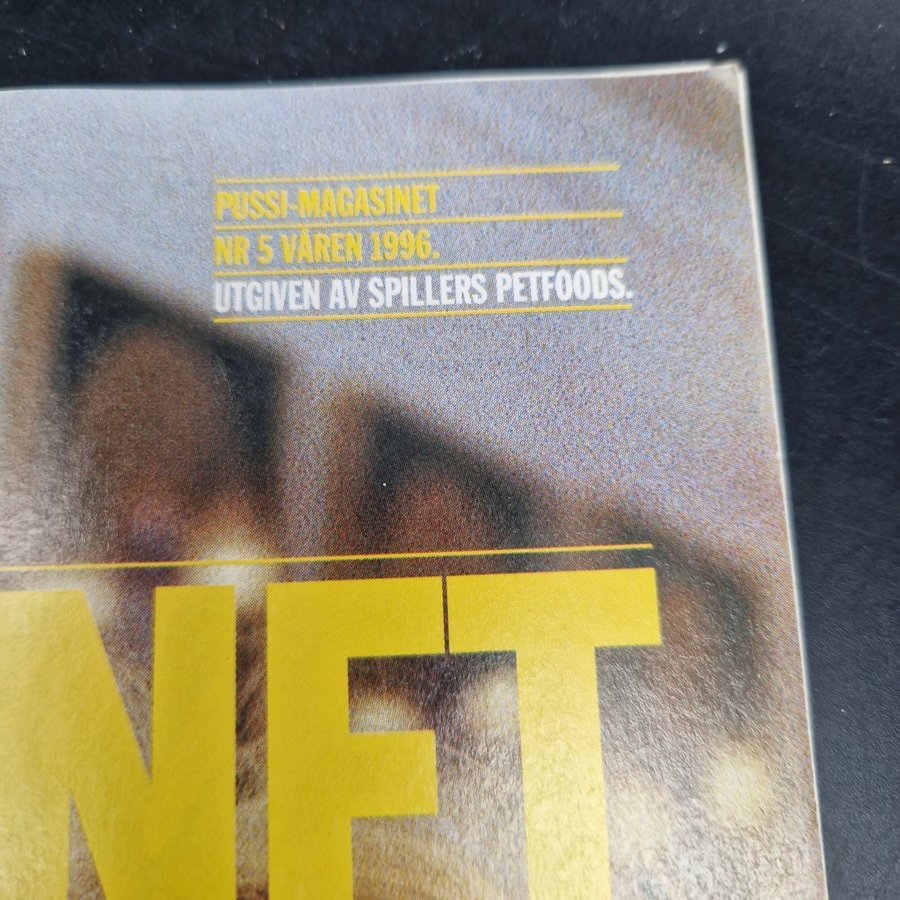 PUSSI-MAGASINET
NR 5 VÅREN 1996.
UTGIVEN AV SPILLERS PETFOODS.
NET